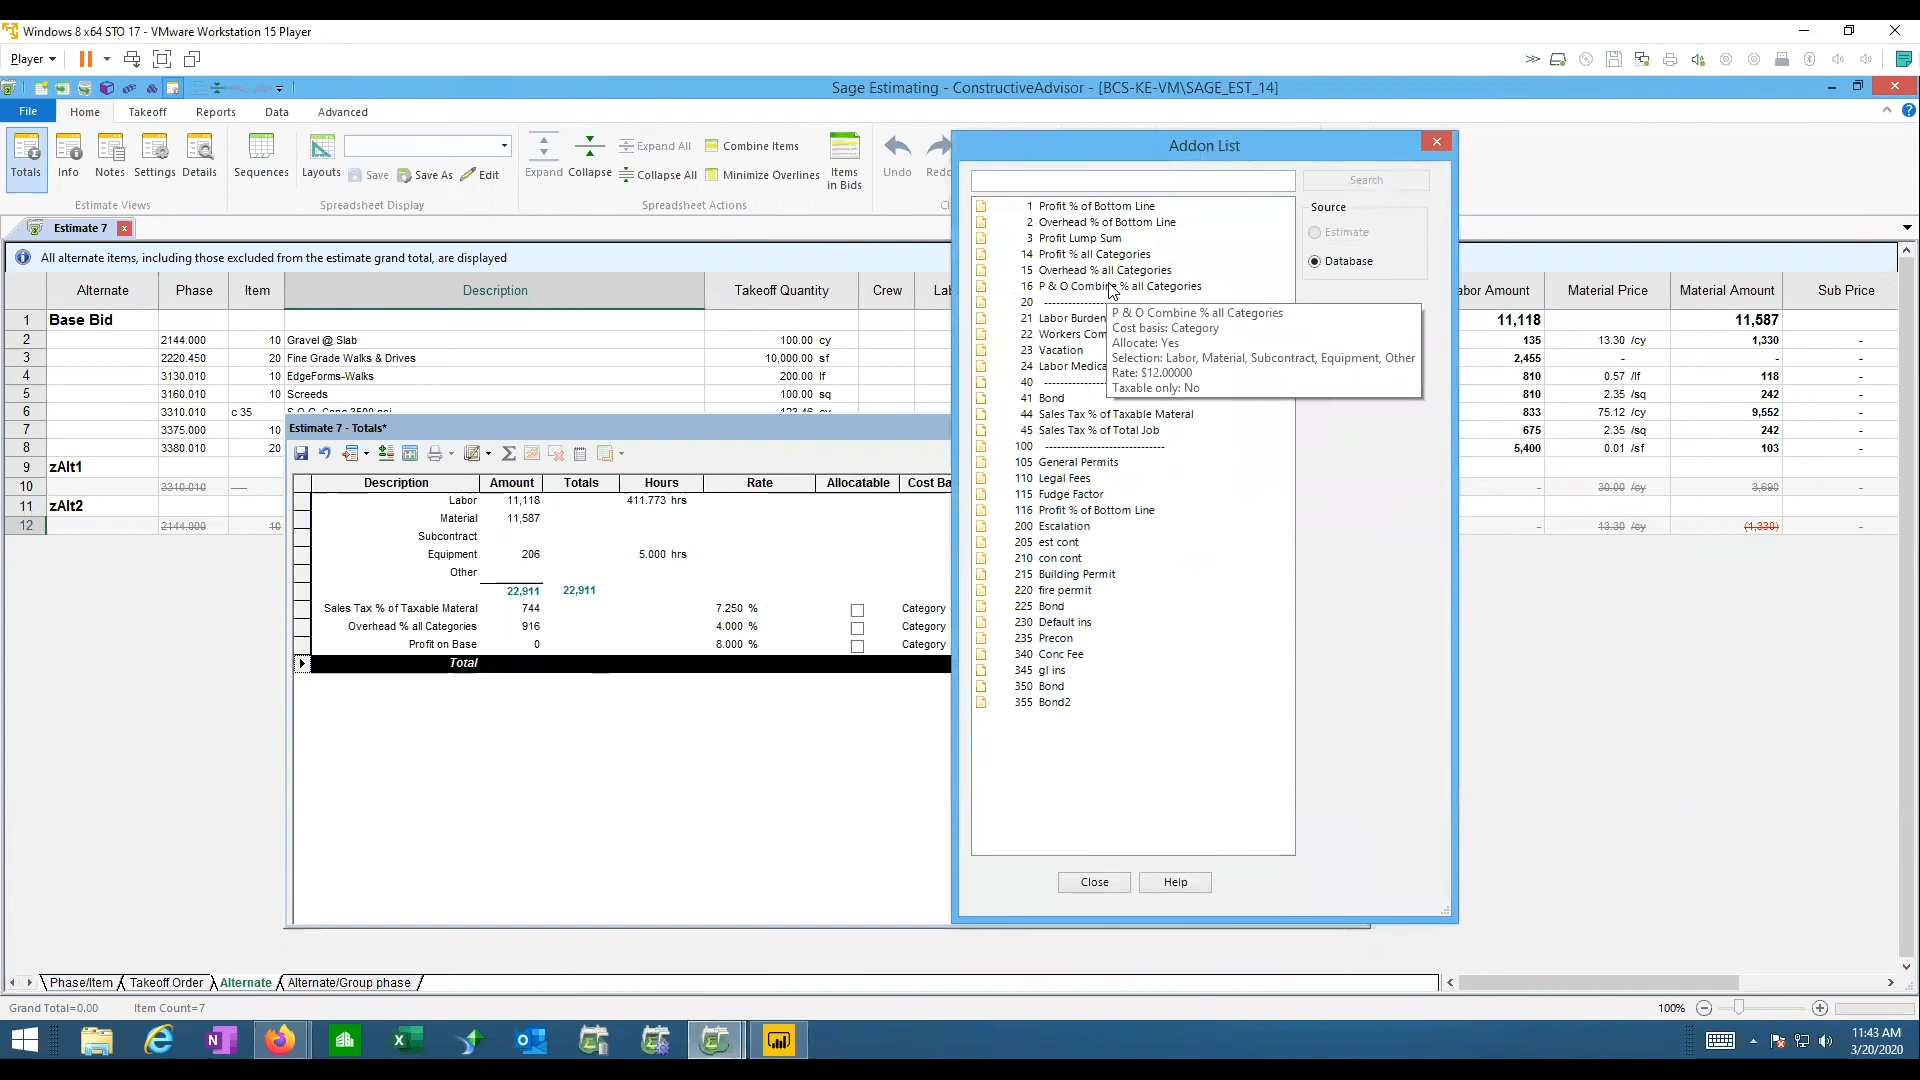 Windows 8 x64 STO 17 - VMware Workstation 15 Player
Player
Sage Estimating - ConstructiveAdvisor - [BCS-KE-VM\SAGE_EST_14]
File Home Takeoff Reports Data Advanced
Totals Info Notes Settings Details Sequences Layouts Save Save As Edit Expand Collapse Expand All Collapse All Combine Items Minimize Overlines Items in Bids Undo
Estimate Views Spreadsheet Display Spreadsheet Actions
Estimate 7
All alternate items, including those excluded from the estimate grand total, are displayed
Alternate Phase Item Description Takeoff Quantity Crew Material Price Material Amount Sub Price
1 Base Bid 11,118 11,587
2 2144.000 10 Gravel @ Slab 100.00 cy 135 13.30 /cy 1,330 -
3 2220.450 20 Fine Grade Walks & Drives 10,000.00 sf 2,455 - - -
4 3130.010 10 EdgeForms-Walks 200.00 lf 810 0.57 /lf 118 -
5 3160.010 10 Screeds 100.00 sq 810 2.35 /sq 242 -
6 3310.010 c 35 833 75.12 /cy 9,552 -
7 3375.000 10 675 2.35 /sq 242 -
8 3380.010 20 5,400 0.01 /sf 103 -
9 zAlt1
10 3310.010 - 30.00 /cy 3,690 -
11 zAlt2
12 2144.000 10 - 13.30 /cy (1,330) -
Estimate 7 - Totals*
Description Amount Totals Hours Rate Allocatable Cost Ba
Labor 11,118 411.773 hrs
Material 11,587
Subcontract
Equipment 206 5.000 hrs
Other
22,911 22,911
Sales Tax % of Taxable Materal 744 7.250 % Category
Overhead % all Categories 916 4.000 % Category
Profit on Base 0 8.000 % Category
Total
Addon List
Search
Source
Estimate
Database
1 Profit % of Bottom Line
2 Overhead % of Bottom Line
3 Profit Lump Sum
14 Profit % all Categories
15 Overhead % all Categories
16 P & O Combine % all Categories
20 --------------
21 Labor Burden
22 Workers Com
23 Vacation
24 Labor Medica
40 --------------
41 Bond
44 Sales Tax % of Taxable Materal
45 Sales Tax % of Total Job
100 ------------------------------
105 General Permits
110 Legal Fees
115 Fudge Factor
116 Profit % of Bottom Line
200 Escalation
205 est cont
210 con cont
215 Building Permit
220 fire permit
225 Bond
230 Default ins
235 Precon
340 Conc Fee
345 gl ins
350 Bond
355 Bond2
P & O Combine % all Categories
Cost basis: Category
Allocate: Yes
Selection: Labor, Material, Subcontract, Equipment, Other
Rate: $12.00000
Taxable only: No
Close Help
Phase/Item Takeoff Order Alternate Alternate/Group phase
Grand Total=0.00 Item Count=7 100%
11:43 AM
3/20/2020